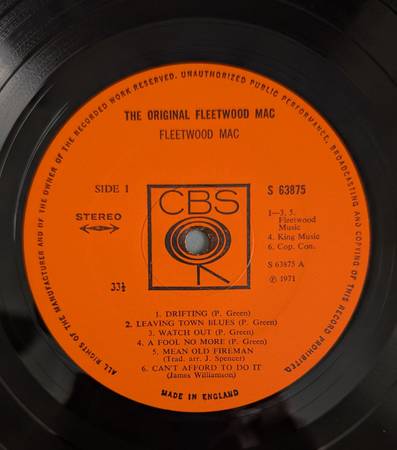 ALL RIGHTS OF THE MANUFACTURER AND OF THE OWNER OF THE RECORDED WORK RESERVED. UNAUTHORIZED PUBLIC PERFORMANCE, BROADCASTING AND COPYING OF THIS RECORD PROHIBITED.
THE ORIGINAL FLEETWOOD MAC
FLEETWOOD MAC
SIDE 1
CBS
S 63875
STEREO
1—3, 5.
Fleetwood
Music
4. King Music
6. Cop. Con.
S 63875 A
℗ 1971
33⅓
1. DRIFTING (P. Green)
2. LEAVING TOWN BLUES (P. Green)
3. WATCH OUT (P. Green)
4. A FOOL NO MORE (P. Green)
5. MEAN OLD FIREMAN
(Trad. arr. J. Spencer)
6. CAN'T AFFORD TO DO IT
(James Williamson)
MADE IN ENGLAND